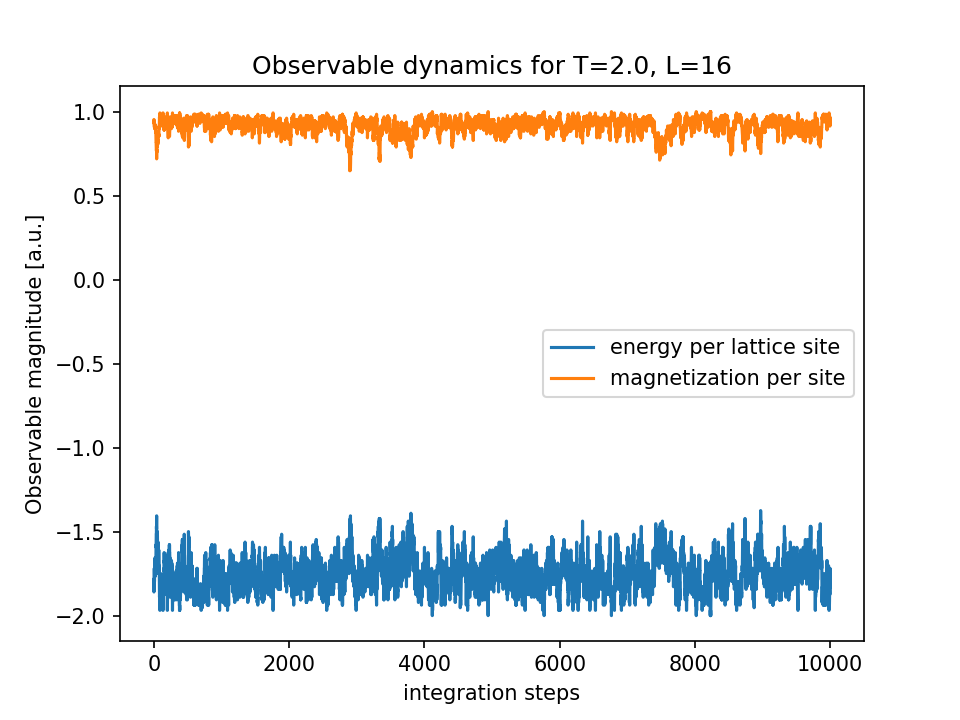 Observable dynamics for T=2.0, L=16
Observable magnitude [a.u.]
1.0
0.5
0.0
−0.5
−1.0
−1.5
−2.0
energy per lattice site
magnetization per site
0 2000 4000 6000 8000 10000
integration steps